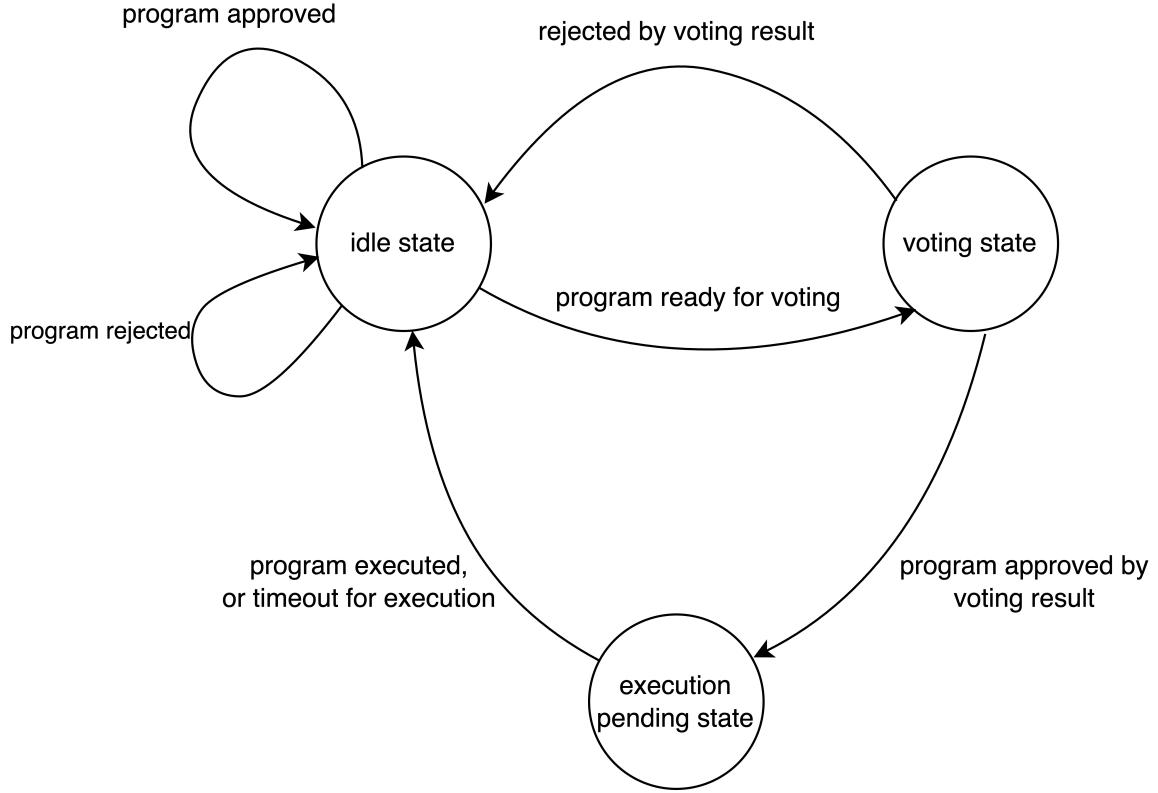 program approved
rejected by voting result
idle state
voting state
program ready for voting
program rejected
program executed,
or timeout for execution
program approved by
voting result
execution
pending state